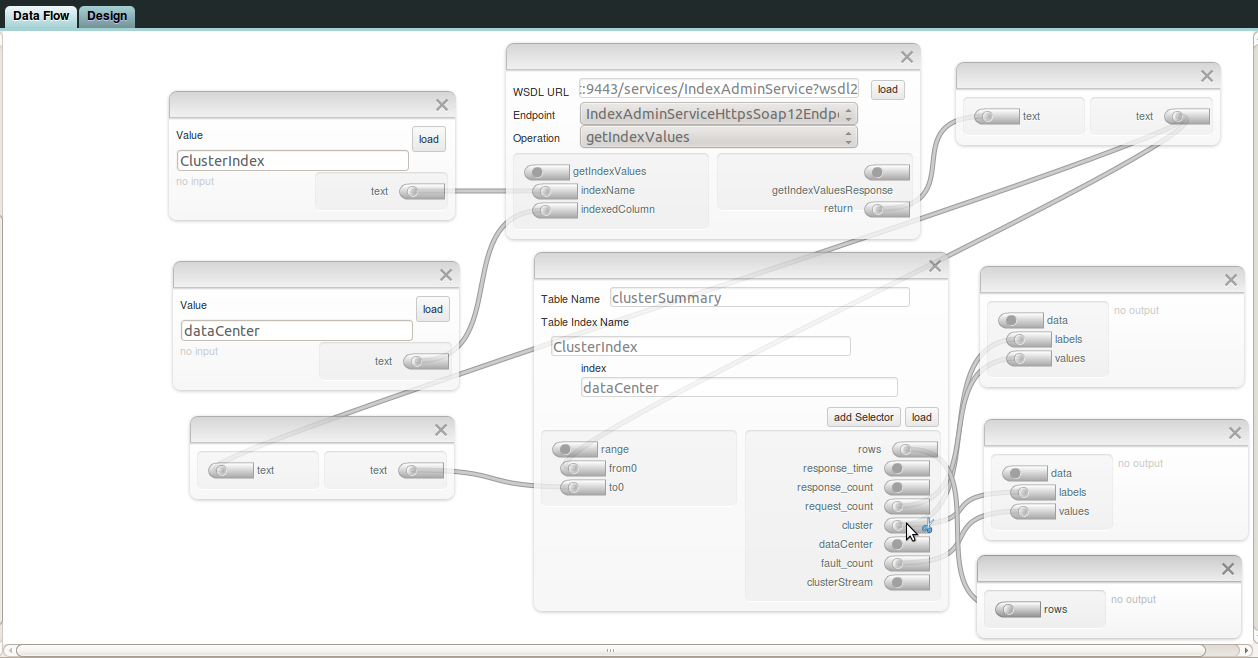 Data Flow Design
Value
load
ClusterIndex
no input
text
WSDL URL ::9443/services/IndexAdminService?wsdl2 load
Endpoint IndexAdminServiceHttpsSoap12Endp
Operation getIndexValues
getIndexValues
indexName
indexedColumn
getIndexValuesResponse
return
text text
Value
load
dataCenter
no input
text
text text
Table Name clusterSummary
Table Index Name
ClusterIndex
index
dataCenter
add Selector load
range
from0
to0
rows
response_time
response_count
request_count
cluster
dataCenter
fault_count
clusterStream
data
labels
values
no output
data
labels
values
no output
rows
no output